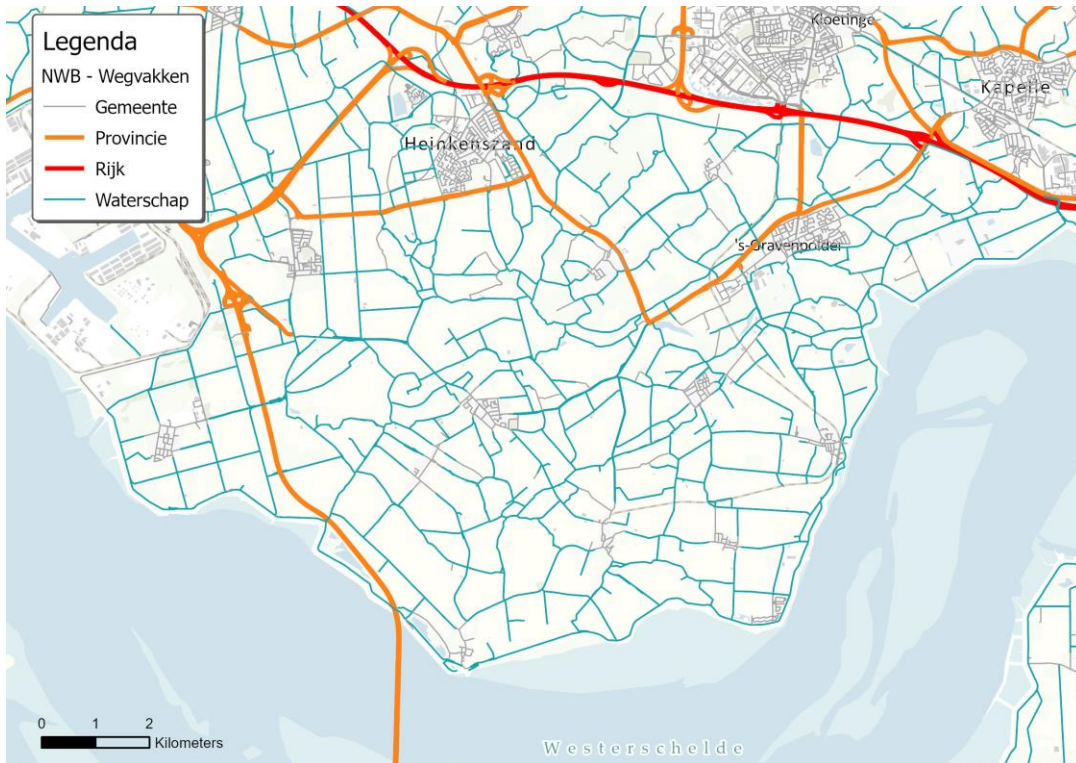 Legenda
NWB - Wegvakken
Gemeente
Provincie
Rijk
Waterschap
Kloetinge
Kapelle
Heinkenszand
's-Gravenpolder
0 1 2
Kilometers
Westerschelde